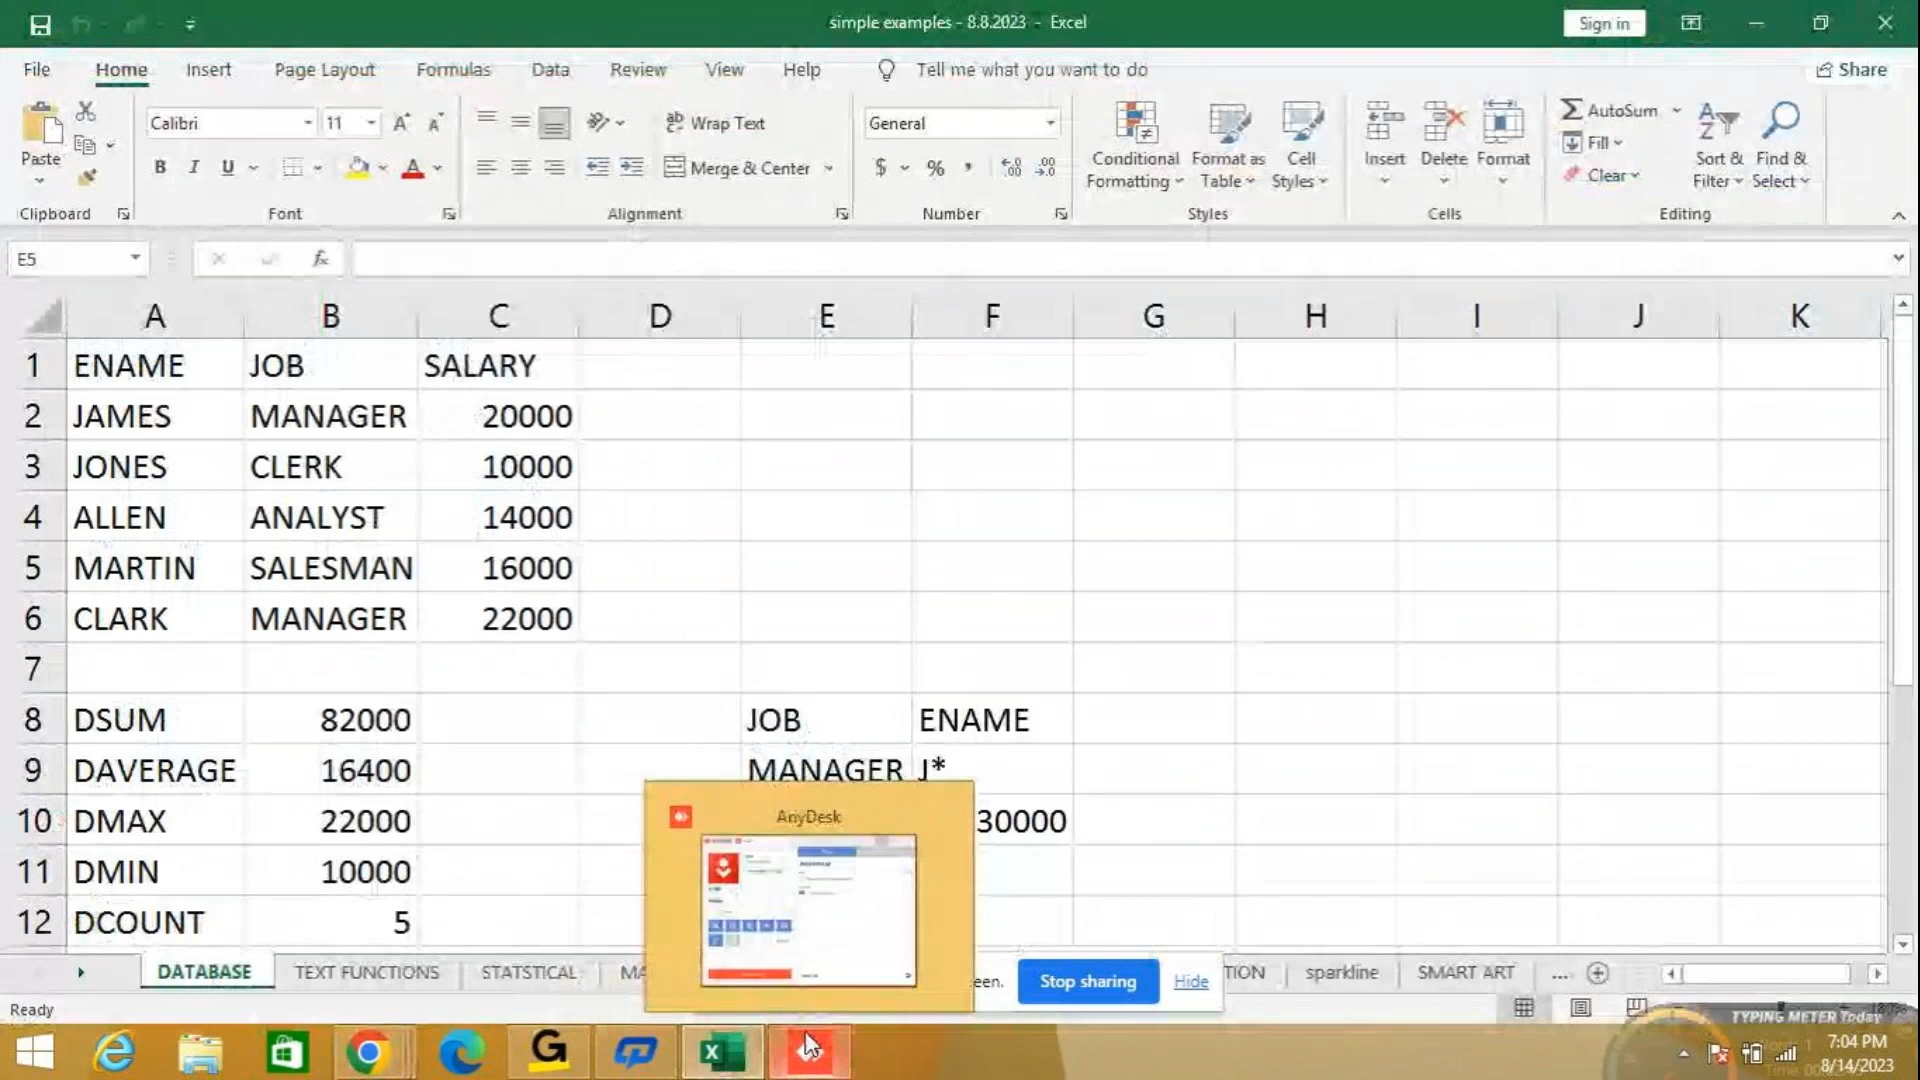 simple examples - 8.8.2023 - Excel
Sign in
File Home Insert Page Layout Formulas Data Review View Help Tell me what you want to do Share
Paste
Calibri 11
B I U
Wrap Text
Merge & Center
General
$ % ,
Conditional Formatting
Format as Table
Cell Styles
Insert Delete Format
AutoSum
Fill
Clear
Sort & Filter
Find & Select
Clipboard Font Alignment Number Styles Cells Editing
E5 fx
A B C D E F G H I J K
1 ENAME JOB SALARY
2 JAMES MANAGER 20000
3 JONES CLERK 10000
4 ALLEN ANALYST 14000
5 MARTIN SALESMAN 16000
6 CLARK MANAGER 22000
7
8 DSUM 82000 JOB ENAME
9 DAVERAGE 16400 MANAGER J*
10 DMAX 22000 30000
11 DMIN 10000
12 DCOUNT 5
AnyDesk
DATABASE TEXT FUNCTIONS STATSTICAL MA TION sparkline SMART ART ...
een. Stop sharing Hide
Ready
TYPING METER Today
7:04 PM
8/14/2023